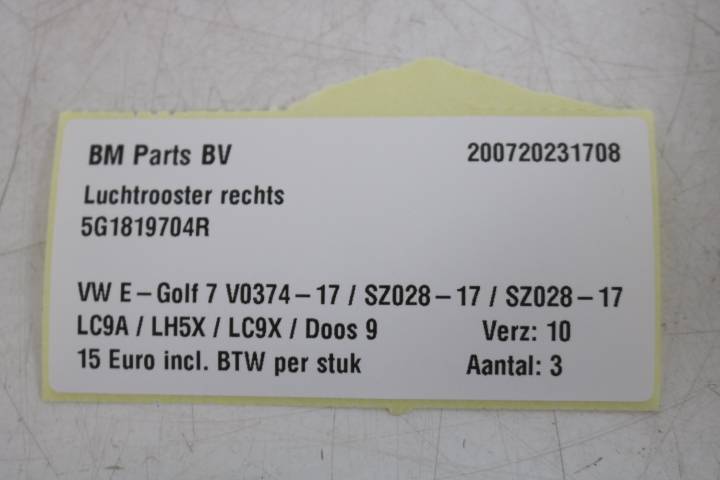 BM Parts BV 200720231708
Luchtrooster rechts
5G1819704R
VW E-Golf 7 V0374-17 / SZ028-17 / SZ028-17
LC9A / LH5X / LC9X / Doos 9 Verz: 10
15 Euro incl. BTW per stuk Aantal: 3